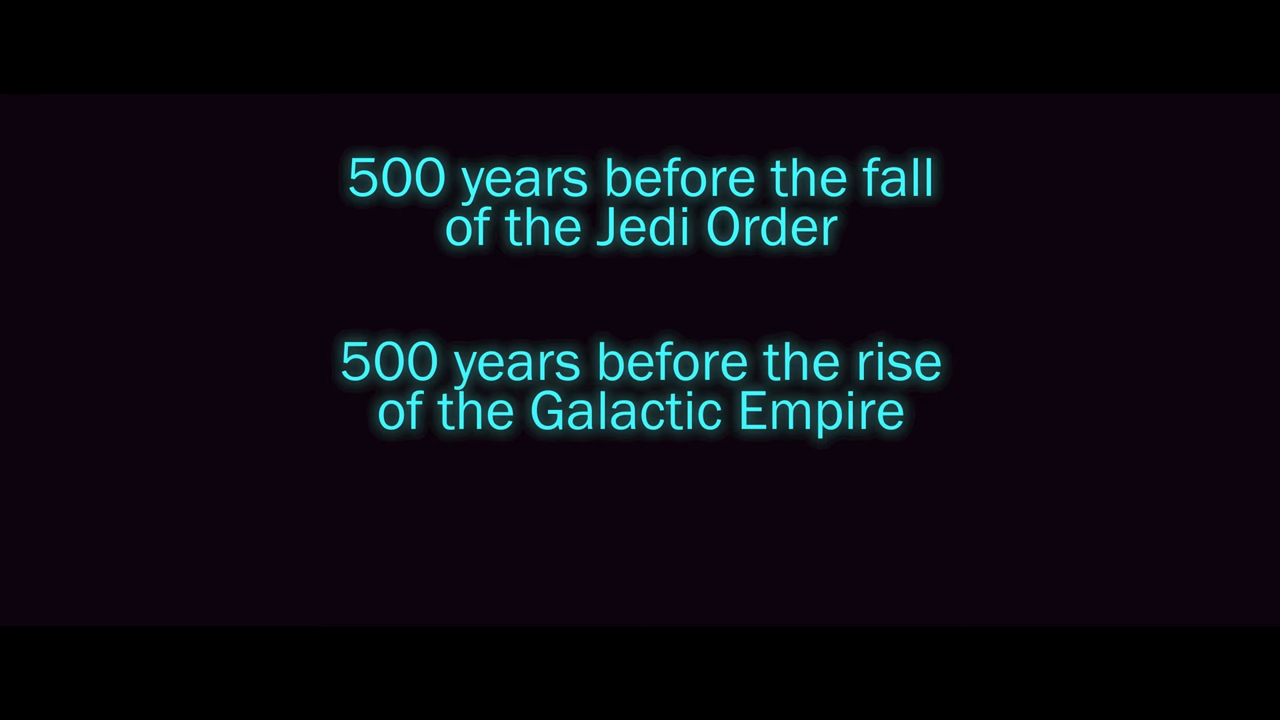 500 years before the fall
of the Jedi Order
500 years before the rise
of the Galactic Empire